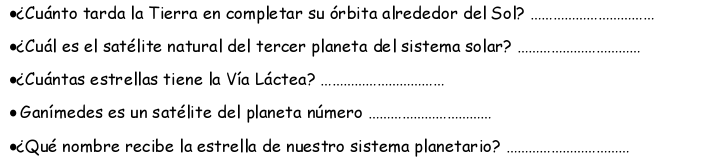 •¿Cuánto tarda la Tierra en completar su órbita alrededor del Sol? .................................
•¿Cuál es el satélite natural del tercer planeta del sistema solar? .................................
•¿Cuántas estrellas tiene la Vía Láctea? .................................
• Ganímedes es un satélite del planeta número .................................
•¿Qué nombre recibe la estrella de nuestro sistema planetario? .................................